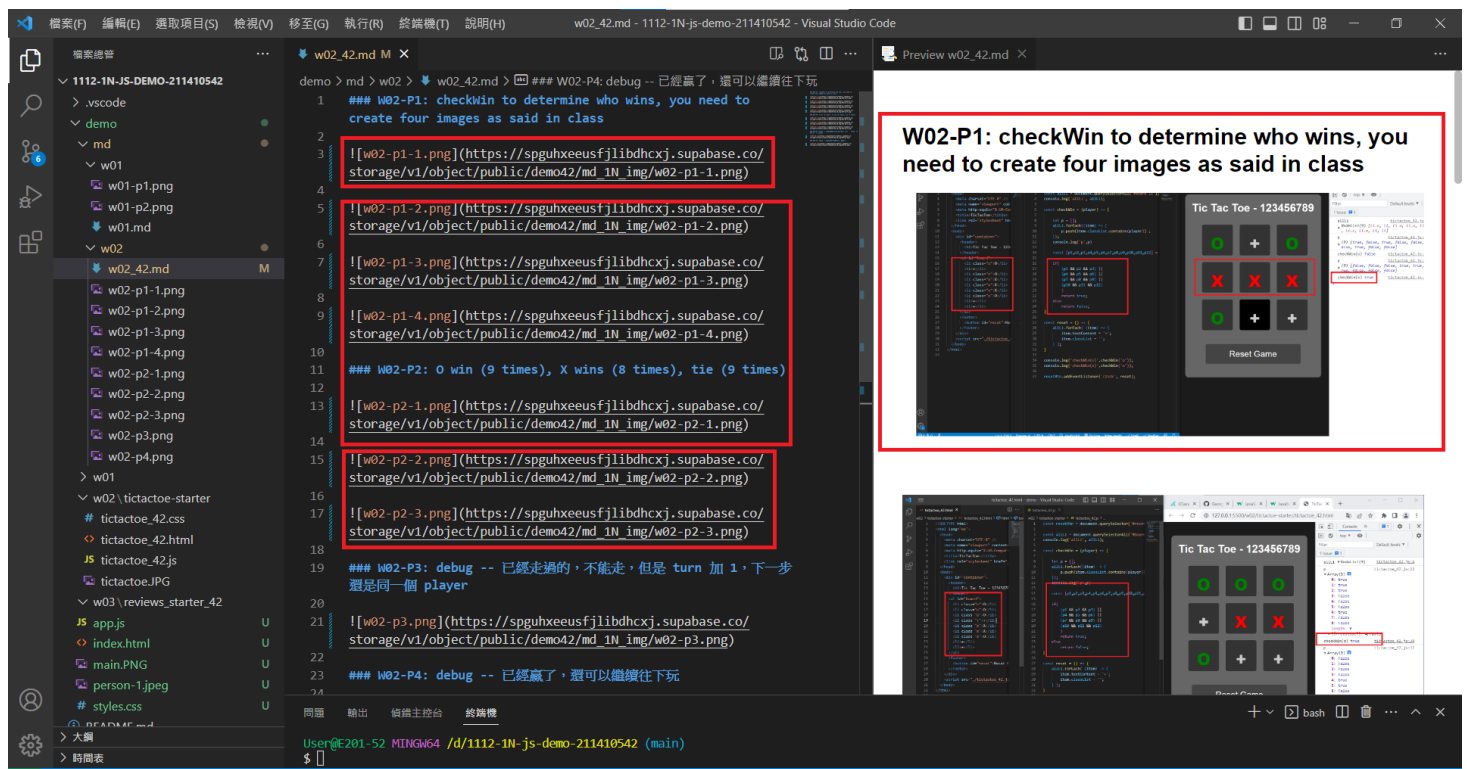 檔案(F) 編輯(E) 選取項目(S) 檢視(V) 移至(G) 執行(R) 終端機(T) 說明(H) w02_42.md - 1112-1N-js-demo-211410542 - Visual Studio Code
檔案總管
1112-1N-JS-DEMO-211410542
.vscode
demo
md
w01
w01-p1.png
w01-p2.png
w01.md
w02
w02_42.md M
w02-p1-1.png
w02-p1-2.png
w02-p1-3.png
w02-p1-4.png
w02-p2-1.png
w02-p2-2.png
w02-p2-3.png
w02-p3.png
w02-p4.png
w01
w02\tictactoe-starter
# tictactoe_42.css
<> tictactoe_42.html
JS tictactoe_42.js
tictactoe.JPG
w03\reviews_starter_42
JS app.js U
<> index.html U
main.PNG U
person-1.jpeg U
# styles.css U
README.md
大綱
時間表
6
w02_42.md M
demo > md > w02 > w02_42.md > ### W02-P4: debug -- 已經贏了，還可以繼續往下玩
1 ### W02-P1: checkWin to determine who wins, you need to
create four images as said in class
2
3 ![w02-p1-1.png](https://spguhxeeusfjlibdhcxj.supabase.co/
storage/v1/object/public/demo42/md_1N_img/w02-p1-1.png)
4
5 ![w02-p1-2.png](https://spguhxeeusfjlibdhcxj.supabase.co/
storage/v1/object/public/demo42/md_1N_img/w02-p1-2.png)
6
7 ![w02-p1-3.png](https://spguhxeeusfjlibdhcxj.supabase.co/
storage/v1/object/public/demo42/md_1N_img/w02-p1-3.png)
8
9 ![w02-p1-4.png](https://spguhxeeusfjlibdhcxj.supabase.co/
storage/v1/object/public/demo42/md_1N_img/w02-p1-4.png)
10
11 ### W02-P2: O win (9 times), X wins (8 times), tie (9 times)
12
13 ![w02-p2-1.png](https://spguhxeeusfjlibdhcxj.supabase.co/
storage/v1/object/public/demo42/md_1N_img/w02-p2-1.png)
14
15 ![w02-p2-2.png](https://spguhxeeusfjlibdhcxj.supabase.co/
storage/v1/object/public/demo42/md_1N_img/w02-p2-2.png)
16
17 ![w02-p2-3.png](https://spguhxeeusfjlibdhcxj.supabase.co/
storage/v1/object/public/demo42/md_1N_img/w02-p2-3.png)
18
19 ### W02-P3: debug -- 已經走過的，不能走，但是 turn 加 1，下一步
還是同一個 player
20
21 ![w02-p3.png](https://spguhxeeusfjlibdhcxj.supabase.co/
storage/v1/object/public/demo42/md_1N_img/w02-p3.png)
22
23 ### W02-P4: debug -- 已經贏了，還可以繼續往下玩
24
Preview w02_42.md
W02-P1: checkWin to determine who wins, you
need to create four images as said in class
Tic Tac Toe - 123456789
O + O
X X X
O + +
Reset Game
Tic Tac Toe - 123456789
O O O
+ X X
O + +
Reset Game
問題 輸出 偵錯主控台 終端機
bash
User@E201-52 MINGW64 /d/1112-1N-js-demo-211410542 (main)
$